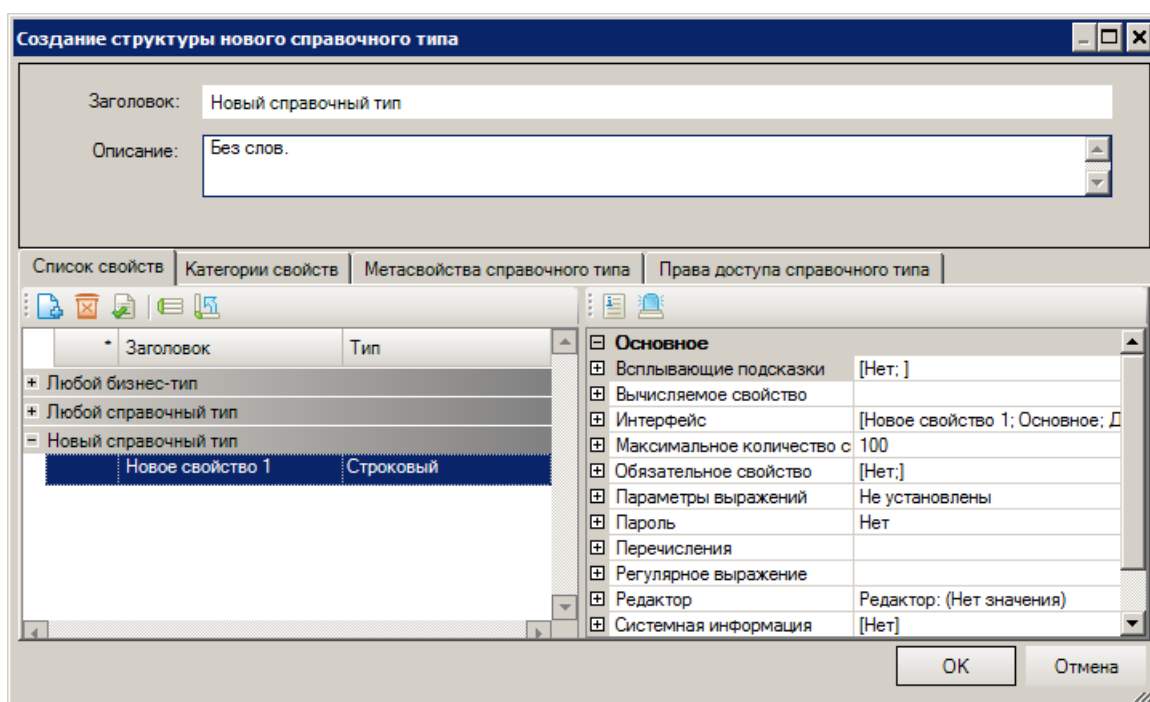 Создание структуры нового справочного типа
Заголовок: Новый справочный тип
Описание: Без слов.
Список свойств Категории свойств Метасвойства справочного типа Права доступа справочного типа
* Заголовок Тип
Любой бизнес-тип
Любой справочный тип
Новый справочный тип
Новое свойство 1 Строковый
Основное
Всплывающие подсказки [Нет; ]
Вычисляемое свойство
Интерфейс [Новое свойство 1; Основное; Д
Максимальное количество с 100
Обязательное свойство [Нет;]
Параметры выражений Не установлены
Пароль Нет
Перечисления
Регулярное выражение
Редактор Редактор: (Нет значения)
Системная информация [Нет]
OK Отмена